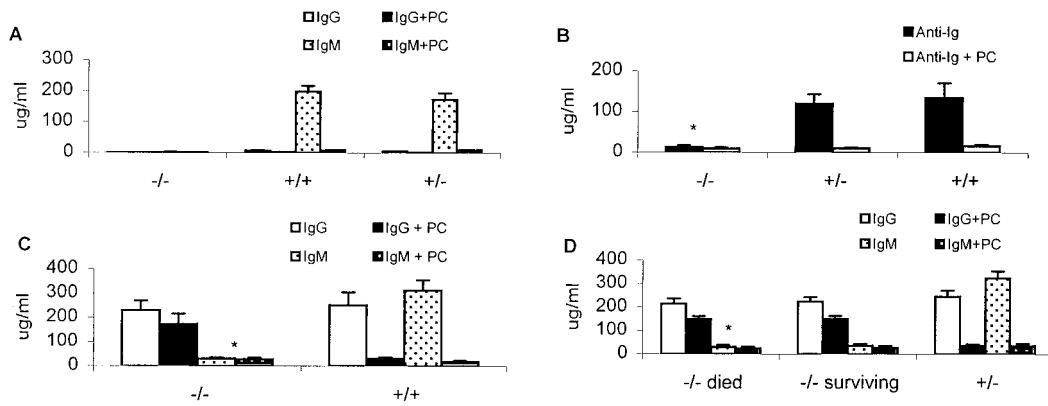 A
IgG IgG+PC
IgM IgM+PC
300
200
100
0
ug/ml
-/- +/+ +/-
B
Anti-Ig
Anti-Ig + PC
200
100
0
ug/ml
-/- +/- +/+
*
C
IgG IgG + PC
IgM IgM + PC
400
300
200
100
0
ug/ml
*
-/- +/+
D
IgG IgG+PC
IgM IgM+PC
400
300
200
100
0
ug/ml
*
-/- died -/- surviving +/-